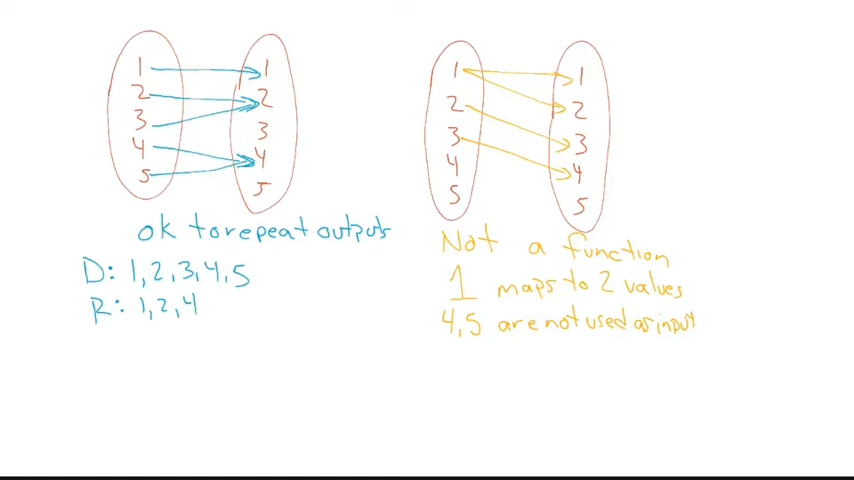 1 1
2 2
3 3
4 4
5 5
ok to repeat outputs
D: 1, 2, 3, 4, 5
R: 1, 2, 4
1 1
2 2
3 3
4 4
5 5
Not a function
1 maps to 2 values
4, 5 are not used as input